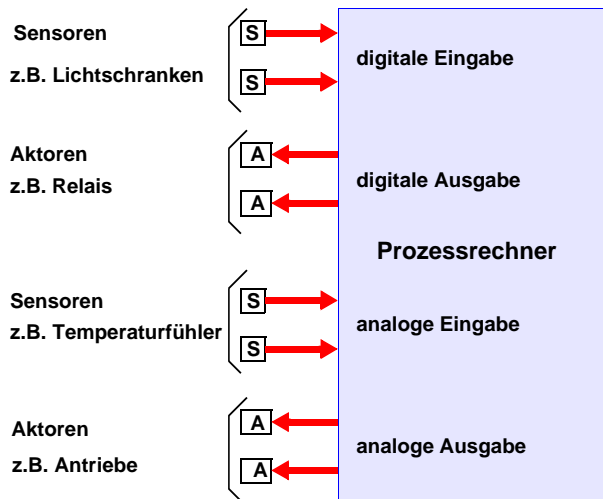 Sensoren
z.B. Lichtschranken
S
S
digitale Eingabe
Aktoren
z.B. Relais
A
A
digitale Ausgabe
Prozessrechner
Sensoren
z.B. Temperaturfühler
S
S
analoge Eingabe
Aktoren
z.B. Antriebe
A
A
analoge Ausgabe